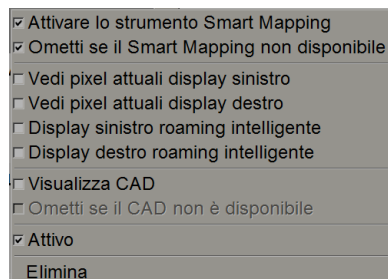 Attivare lo strumento Smart Mapping
Ometti se il Smart Mapping non disponibile
Vedi pixel attuali display sinistro
Vedi pixel attuali display destro
Display sinistro roaming intelligente
Display destro roaming intelligente
Visualizza CAD
Ometti se il CAD non è disponibile
Attivo
Elimina